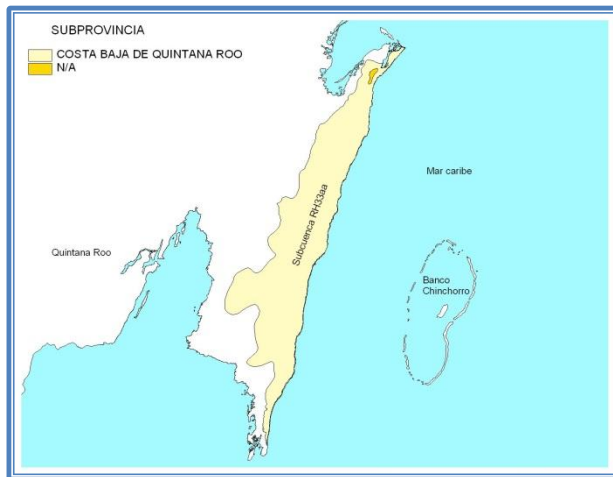 SUBPROVINCIA
COSTA BAJA DE QUINTANA ROO
N/A
Mar caribe
Subcuenca RH33aa
Quintana Roo
Banco
Chinchorro